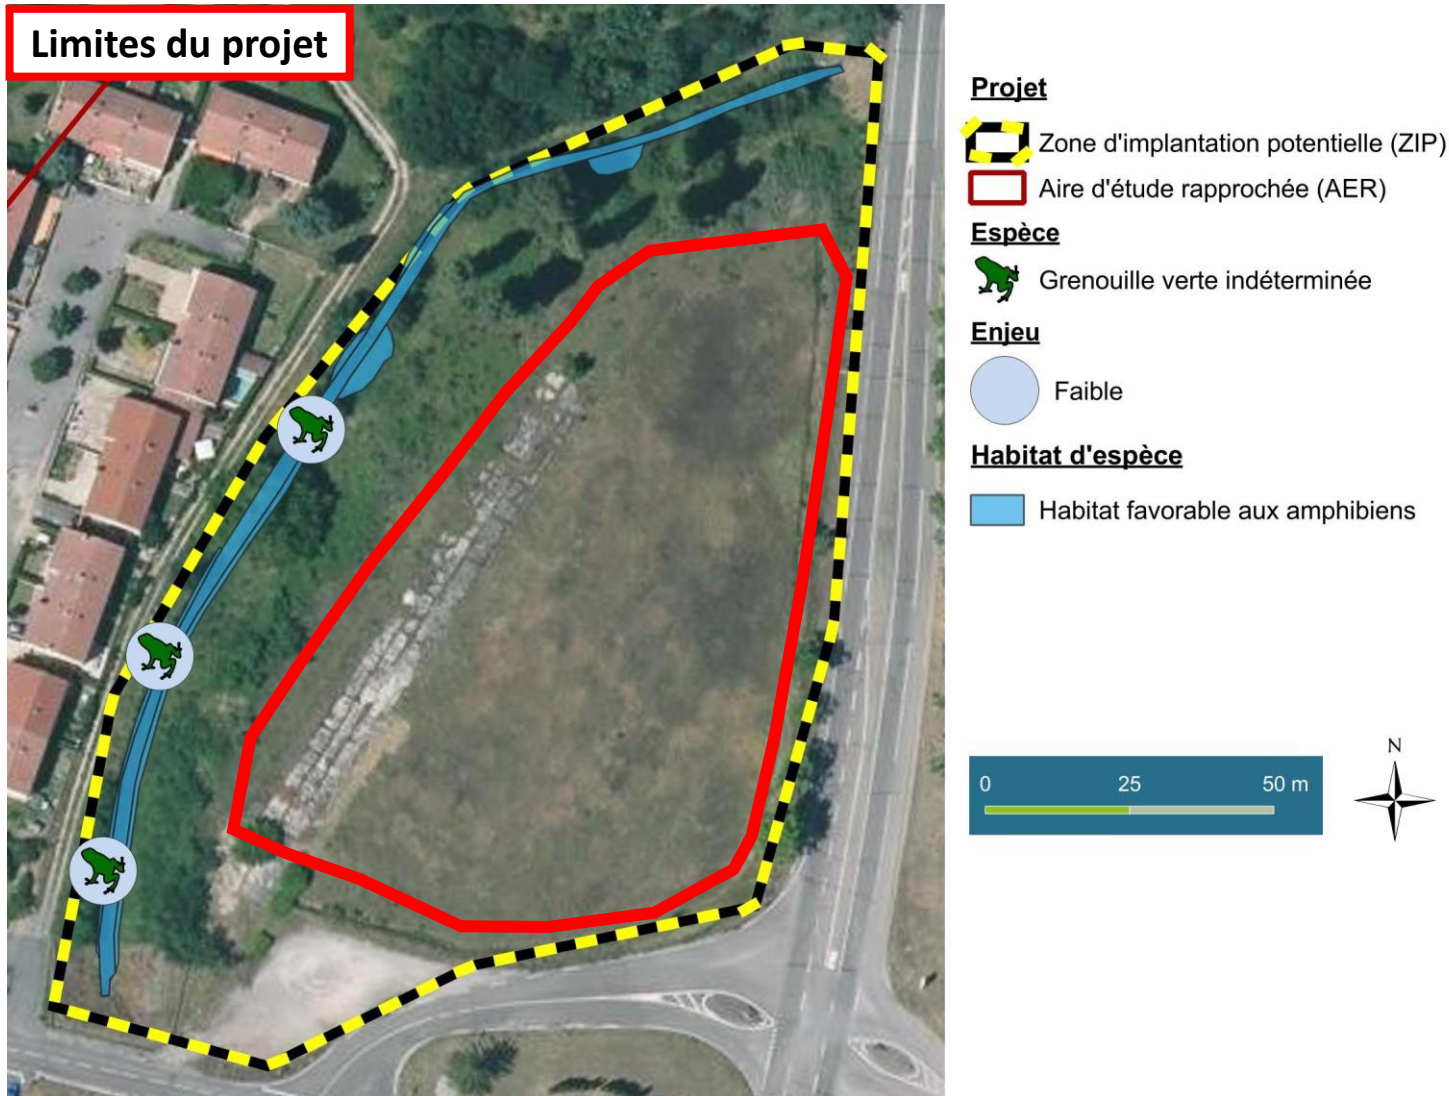 Limites du projet
Projet
Zone d'implantation potentielle (ZIP)
Aire d'étude rapprochée (AER)
Espèce
Grenouille verte indéterminée
Enjeu
Faible
Habitat d'espèce
Habitat favorable aux amphibiens
N
0 25 50 m